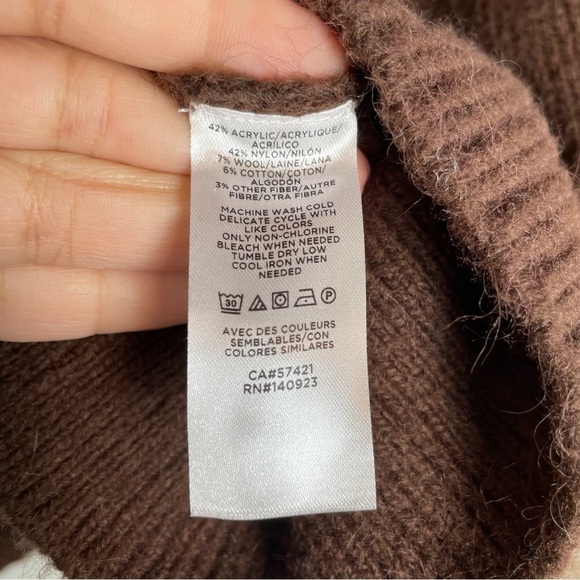 42% ACRYLIC/ACRYLIQUE/
ACRÍLICO
42% NYLON/NILÓN
7% WOOL/LAINE/LANA
6% COTTON/COTON/
ALGODÓN
3% OTHER FIBER/AUTRE
FIBRE/OTRA FIBRA
MACHINE WASH COLD
DELICATE CYCLE WITH
LIKE COLORS
ONLY NON-CHLORINE
BLEACH WHEN NEEDED
TUMBLE DRY LOW
COOL IRON WHEN
NEEDED
30 P
AVEC DES COULEURS
SEMBLABLES/CON
COLORES SIMILARES
CA#57421
RN#140923